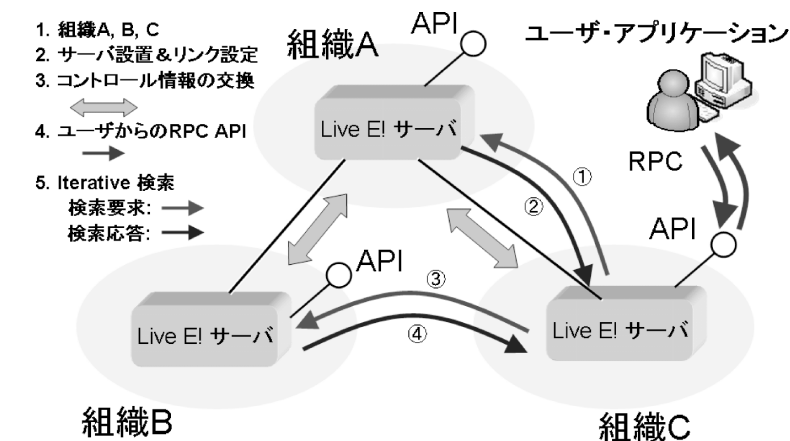 1. 組織A, B, C
2. サーバ設置＆リンク設定
3. コントロール情報の交換
4. ユーザからのRPC API
5. Iterative 検索
検索要求:
検索応答:
組織A
API
ユーザ・アプリケーション
Live E! サーバ
RPC
①
②
API
API
③
④
Live E! サーバ
Live E! サーバ
組織B
組織C